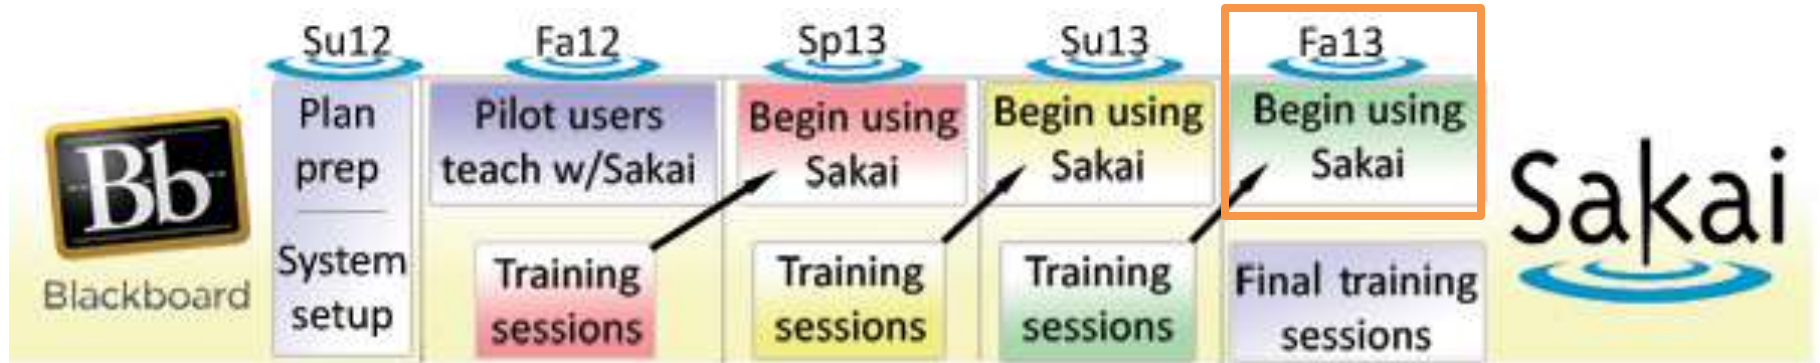 Su12
Fa12
Sp13
Su13
Fa13
Bb
Blackboard
Plan
prep
System
setup
Pilot users
teach w/Sakai
Training
sessions
Begin using
Sakai
Training
sessions
Begin using
Sakai
Training
sessions
Begin using
Sakai
Final training
sessions
Sakai